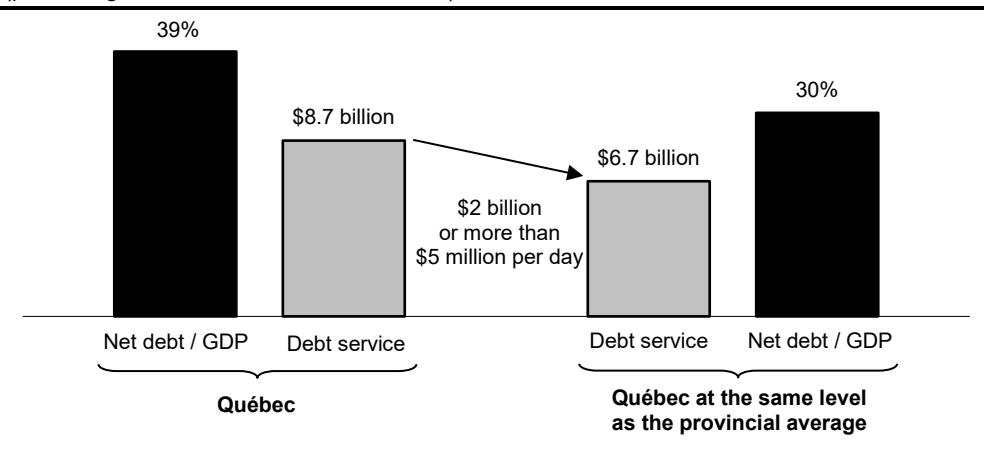 39%
$8.7 billion
30%
$6.7 billion
$2 billion
or more than
$5 million per day
Net debt / GDP
Debt service
Debt service
Net debt / GDP
Québec
Québec at the same level
as the provincial average